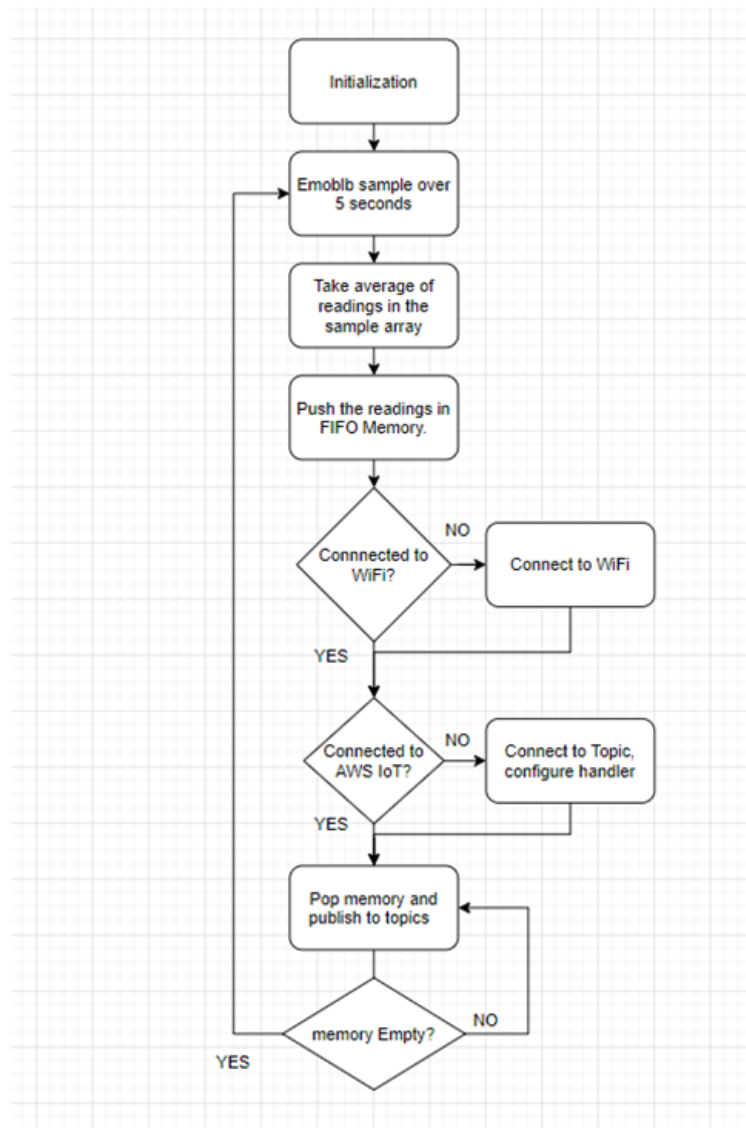 Initialization
Emoblb sample over
5 seconds
Take average of
readings in the
sample array
Push the readings in
FIFO Memory.
Connnected to
WiFi?
NO
Connect to WiFi
YES
Connected to
AWS IoT?
NO
Connect to Topic,
configure handler
YES
Pop memory and
publish to topics
memory Empty?
NO
YES